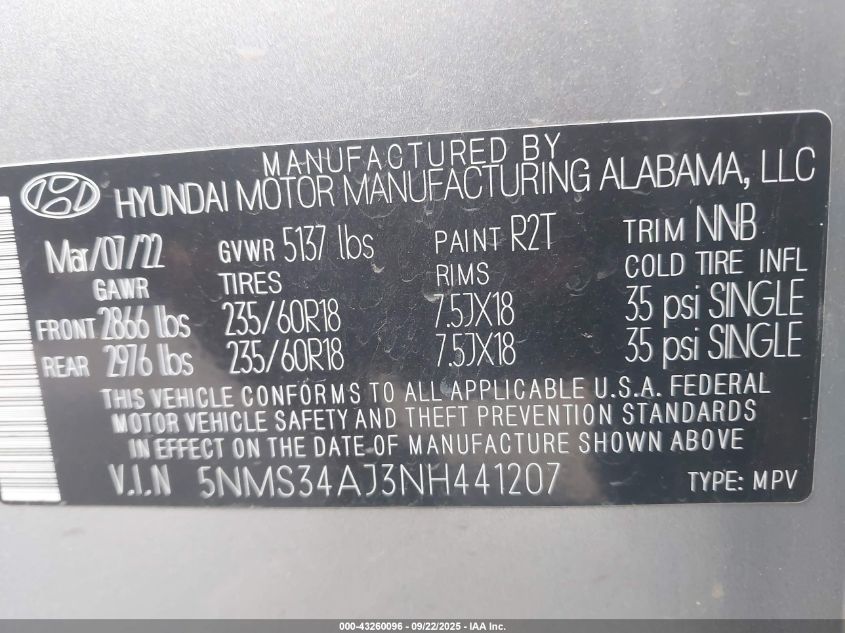 MANUFACTURED BY
HYUNDAI MOTOR MANUFACTURING ALABAMA, LLC
Mar/07/22 GVWR 5137 lbs PAINT R2T TRIM NNB
GAWR TIRES RIMS COLD TIRE INFL
FRONT 2866 lbs 235/60R18 7.5JX18 35 psi SINGLE
REAR 2976 lbs 235/60R18 7.5JX18 35 psi SINGLE
THIS VEHICLE CONFORMS TO ALL APPLICABLE U.S.A. FEDERAL
MOTOR VEHICLE SAFETY AND THEFT PREVENTION STANDARDS
IN EFFECT ON THE DATE OF MANUFACTURE SHOWN ABOVE
V.I.N 5NMS34AJ3NH441207 TYPE: MPV
000-43260096 - 09/22/2025 - IAA Inc.